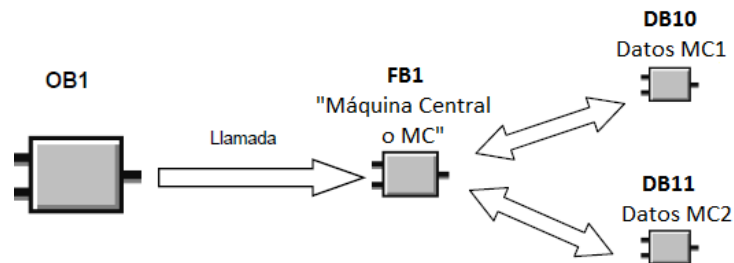 OB1
Llamada
FB1
"Máquina Central
o MC"
DB10
Datos MC1
DB11
Datos MC2